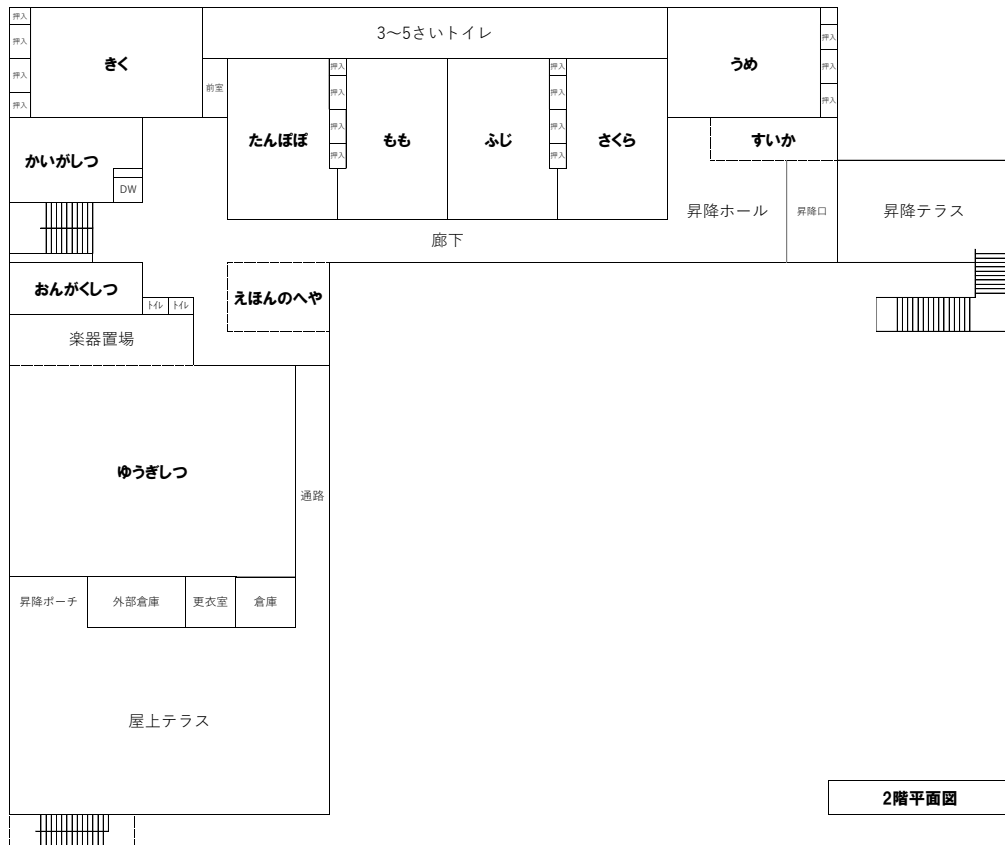 押入
3〜5さいトイレ
押入
押入
きく
うめ
押入
押入
押入
押入
押入
押入
前室
押入
押入
押入
押入
たんぽぽ
もも
ふじ
さくら
すいか
押入
押入
押入
押入
かいがしつ
DW
昇降ホール
昇降口
昇降テラス
廊下
おんがくしつ
トイレ
トイレ
えほんのへや
楽器置場
ゆうぎしつ
通路
昇降ポーチ
外部倉庫
更衣室
倉庫
屋上テラス
2階平面図